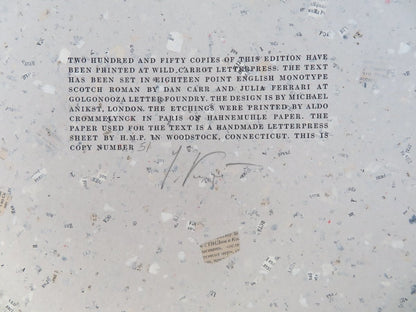 TWO HUNDRED AND FIFTY COPIES OF THIS EDITION HAVE
BEEN PRINTED AT WILD CARROT LETTERPRESS. THE TEXT
HAS BEEN SET IN EIGHTEEN POINT ENGLISH MONOTYPE
SCOTCH ROMAN BY DAN CARR AND JULIA FERRARI AT
GOLGONOOZA LETTER FOUNDRY. THE DESIGN IS BY MICHAEL
ANIKST, LONDON. THE ETCHINGS WERE PRINTED BY ALDO
CROMMELYNCK IN PARIS ON HAHNEMUHLE PAPER. THE
PAPER USED FOR THE TEXT IS A HANDMADE LETTERPRESS
SHEET BY H.M.P. IN WOODSTOCK, CONNECTICUT. THIS IS
COPY NUMBER 51